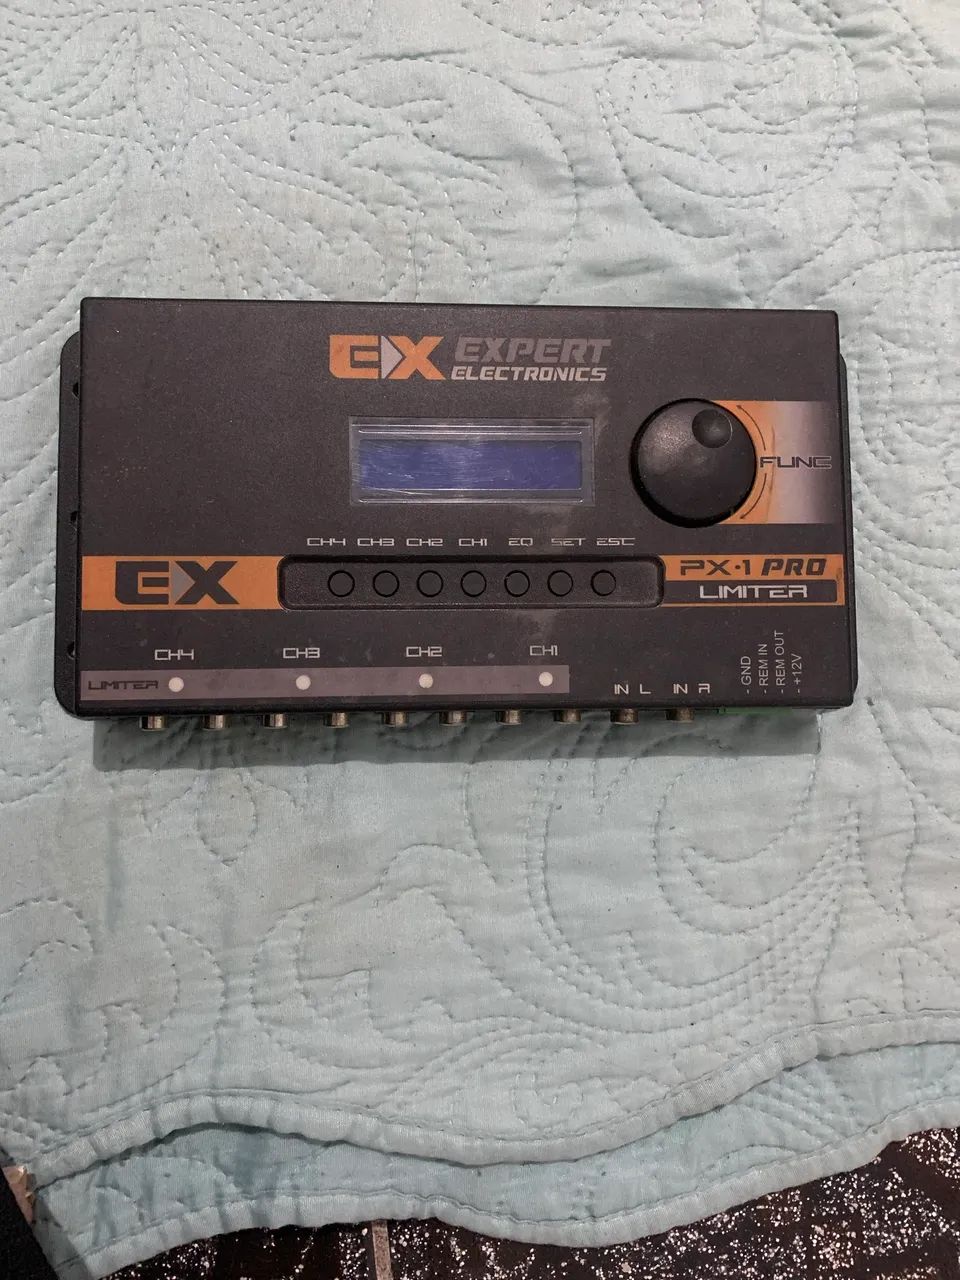 EX EXPERT
ELECTRONICS
FUNC
CH4 CH3 CH2 CH1 EQ SET ESC
EX
PX·1 PRO
LIMITER
CH4 CH3 CH2 CH1
LIMITER
IN L IN R
- GND
- REM IN
- REM OUT
- +12V